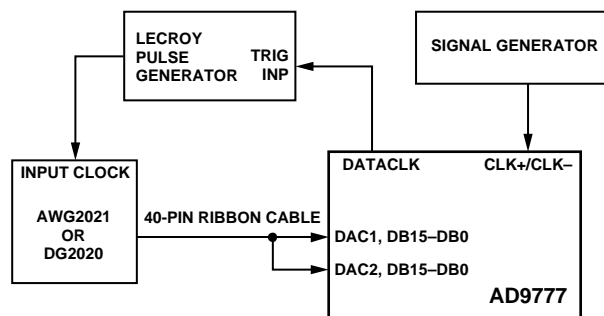 LECROY
PULSE
GENERATOR
TRIG
INP
SIGNAL GENERATOR
DATACLK
CLK+/CLK–
INPUT CLOCK
AWG2021
OR
DG2020
40-PIN RIBBON CABLE
DAC1, DB15–DB0
DAC2, DB15–DB0
AD9777